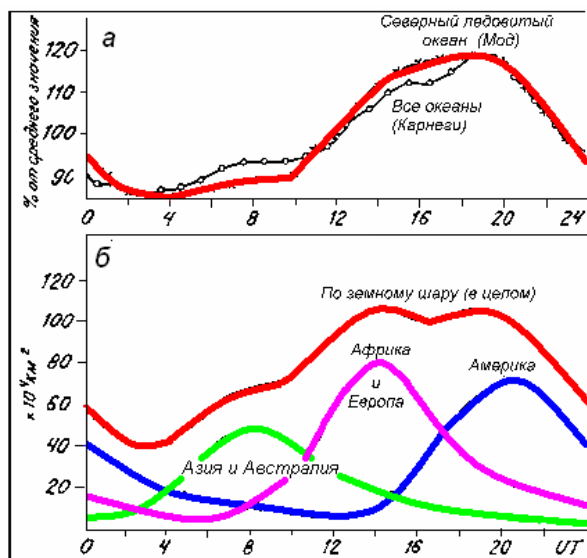 а
Северный ледовитый
океан (Мод)
Все океаны
(Карнеги)
% от среднего значения
120
110
100
90
0 4 8 12 16 20 24
б
По земному шару (в целом)
Африка
и
Европа
Америка
Азия и Австралия
× 10⁴ км²
120
100
80
60
40
20
0 4 8 12 16 20 UT